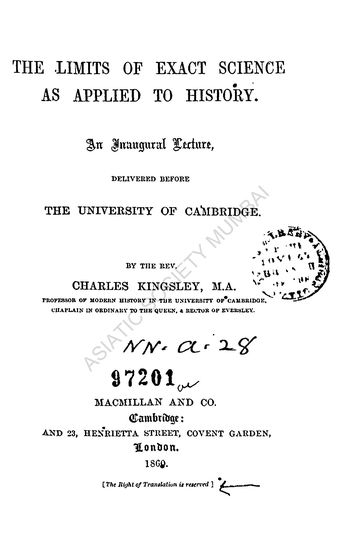 THE LIMITS OF EXACT SCIENCE
AS APPLIED TO HISTORY.
An Inaugural Lecture,
DELIVERED BEFORE
THE UNIVERSITY OF CAMBRIDGE.
BY THE REV.
CHARLES KINGSLEY, M.A.
PROFESSOR OF MODERN HISTORY IN THE UNIVERSITY OF CAMBRIDGE,
CHAPLAIN IN ORDINARY TO THE QUEEN, & RECTOR OF EVERSLEY.
NN. a. 28
97201
MACMILLAN AND CO.
Cambridge:
AND 23, HENRIETTA STREET, COVENT GARDEN,
London.
1860.
[The Right of Translation is reserved]
ASIATIC SOCIETY MUMBAI